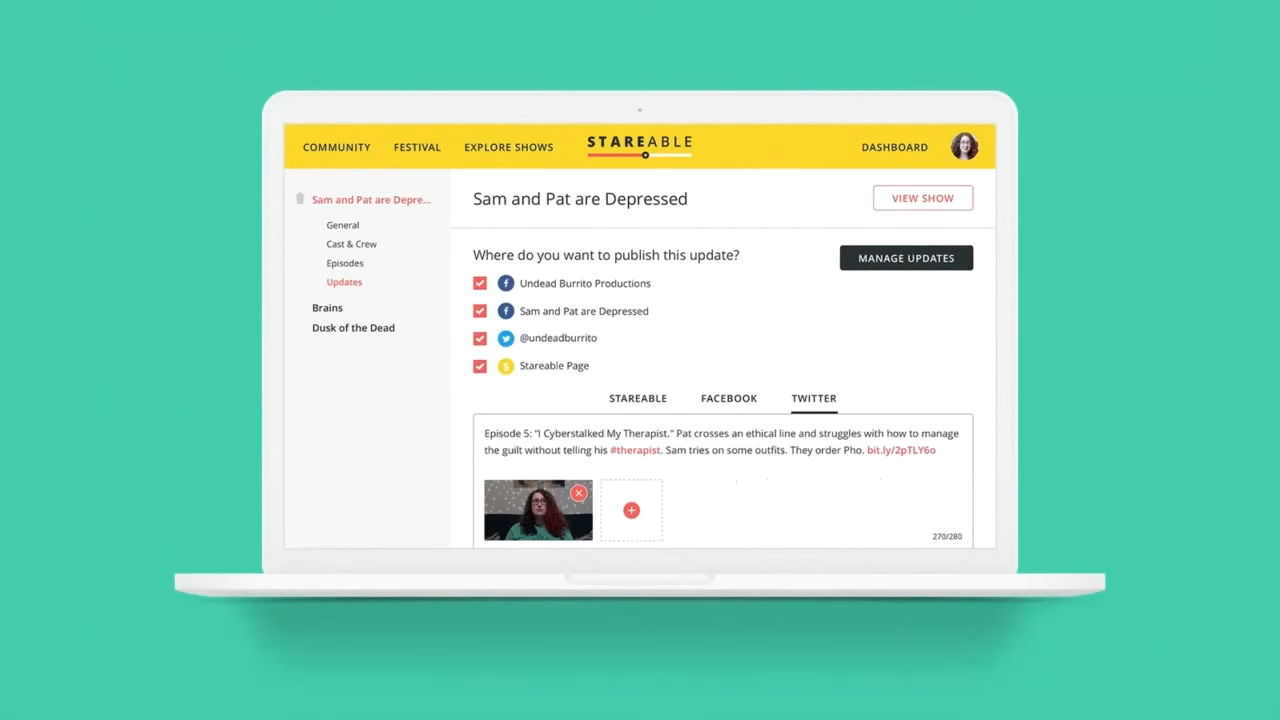 COMMUNITY FESTIVAL EXPLORE SHOWS STAREABLE DASHBOARD
Sam and Pat are Depre...
General
Cast & Crew
Episodes
Updates
Brains
Dusk of the Dead
Sam and Pat are Depressed
VIEW SHOW
Where do you want to publish this update?
MANAGE UPDATES
Undead Burrito Productions
Sam and Pat are Depressed
@undeadburrito
S Stareable Page
STAREABLE FACEBOOK TWITTER
Episode 5: “I Cyberstalked My Therapist.” Pat crosses an ethical line and struggles with how to manage
the guilt without telling his #therapist. Sam tries on some outfits. They order Pho. bit.ly/2pTLY6o
270/280